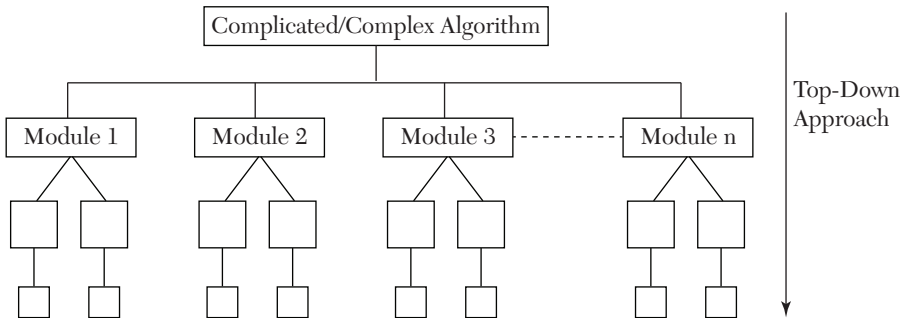 Complicated/Complex Algorithm
Top-Down
Approach
Module 1
Module 2
Module 3
Module n